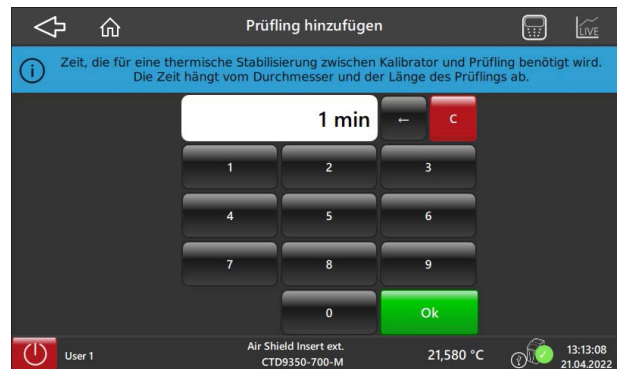 Prüfling hinzufügen
LIVE
Zeit, die für eine thermische Stabilisierung zwischen Kalibrator und Prüfling benötigt wird.
Die Zeit hängt vom Durchmesser und der Länge des Prüflings ab.
1 min ← C
1 2 3
4 5 6
7 8 9
0 Ok
User 1
Air Shield Insert ext.
CTD9350-700-M
21,580 °C
13:13:08
21.04.2022